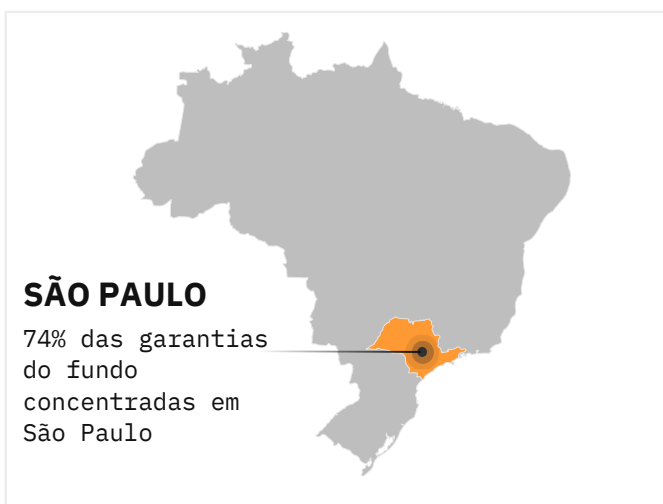 SÃO PAULO
74% das garantias
do fundo
concentradas em
São Paulo